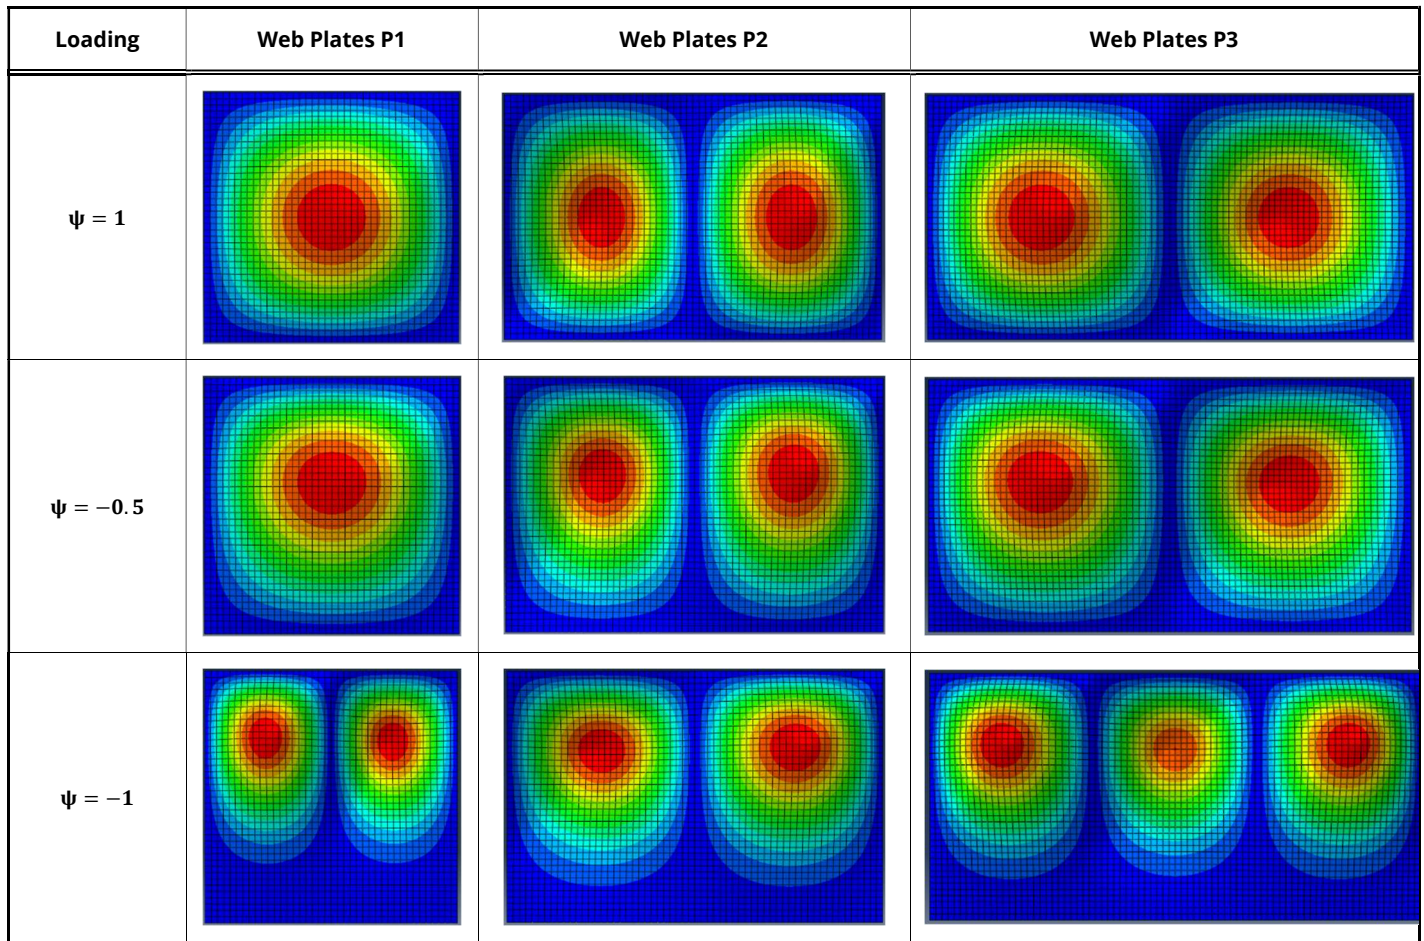 Loading Web Plates P1 Web Plates P2 Web Plates P3
ψ = 1
ψ = −0.5
ψ = −1